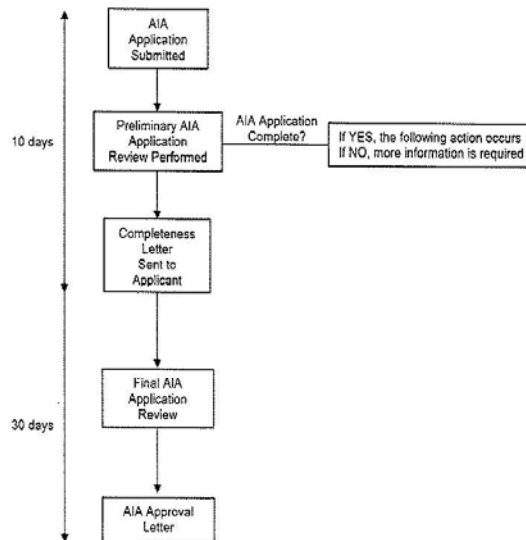 AIA
Application
Submitted
10 days
Preliminary AIA
Application
Review Performed
AIA Application
Complete?
If YES, the following action occurs
If NO, more information is required
Completeness
Letter
Sent to
Applicant
30 days
Final AIA
Application
Review
AIA Approval
Letter